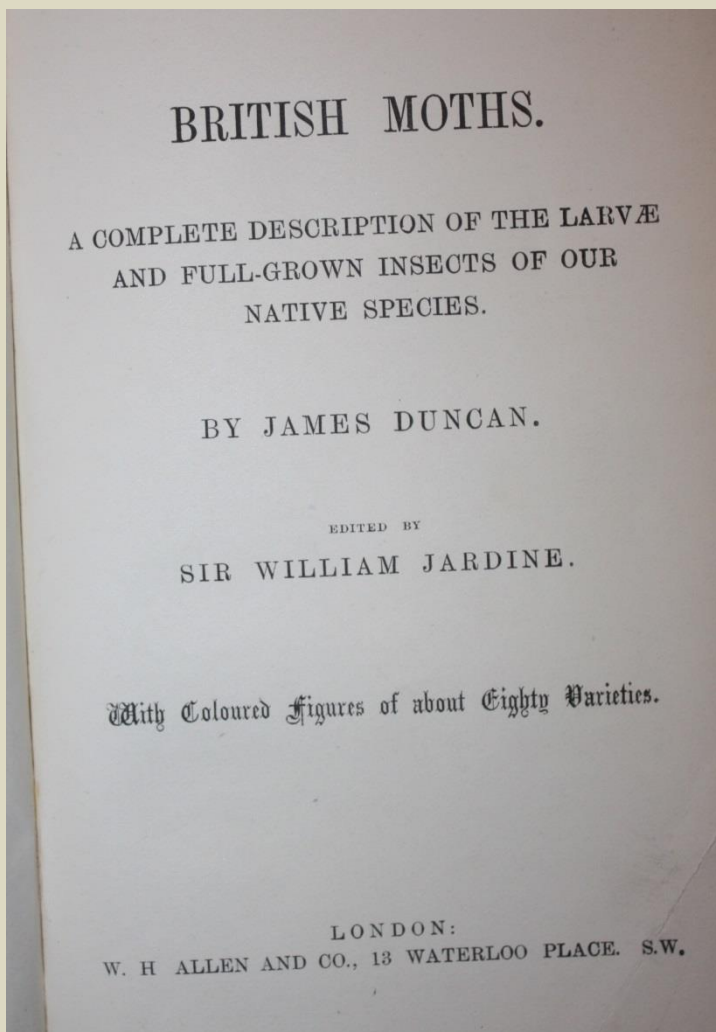 BRITISH MOTHS.
A COMPLETE DESCRIPTION OF THE LARVÆ
AND FULL-GROWN INSECTS OF OUR
NATIVE SPECIES.
BY JAMES DUNCAN.
EDITED BY
SIR WILLIAM JARDINE.
With Coloured Figures of about Eighty Varieties.
LONDON:
W. H ALLEN AND CO., 13 WATERLOO PLACE. S.W.